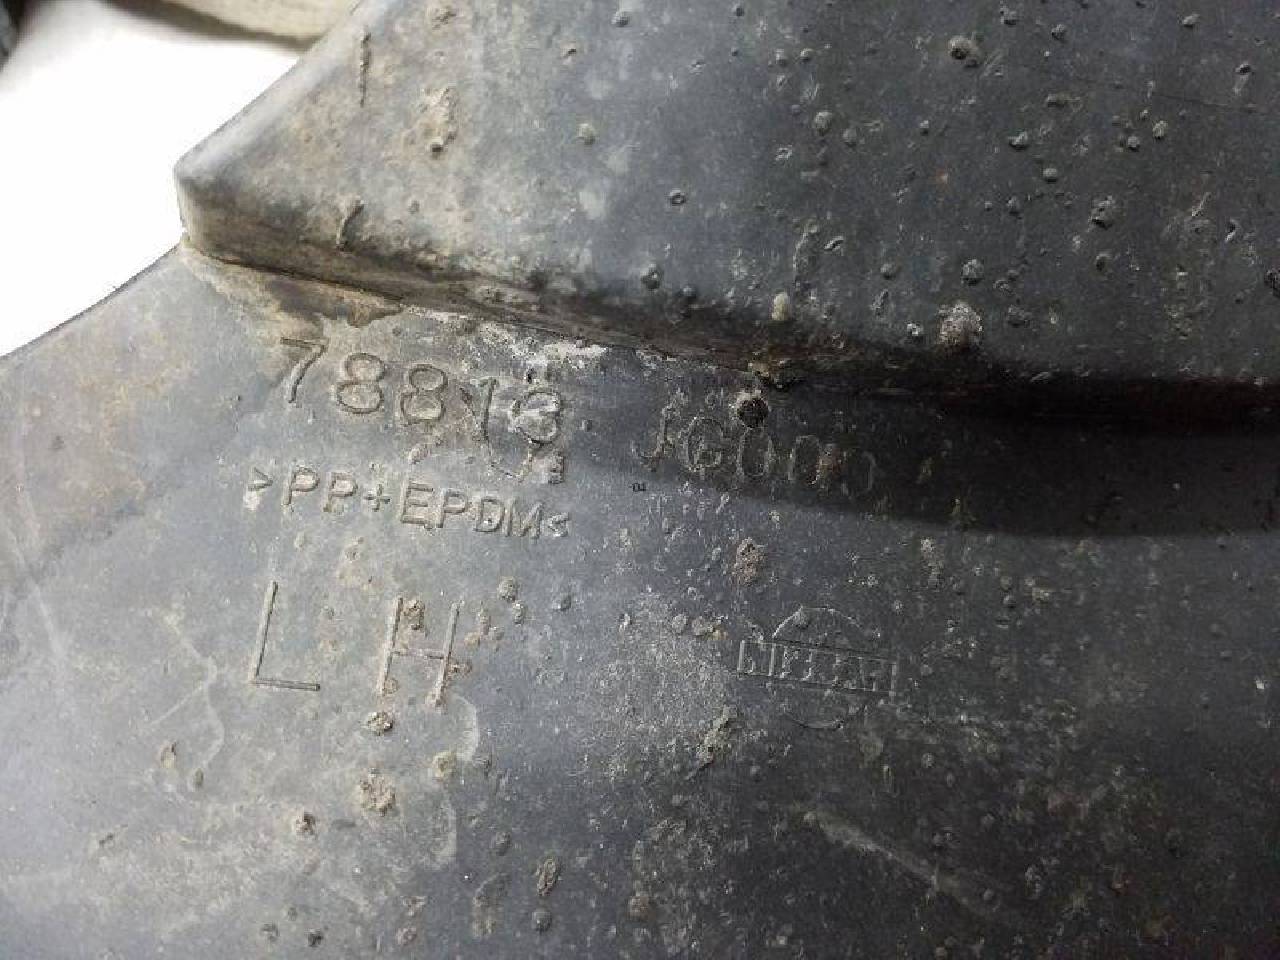 78813 JG000
>PP+EPDM<
LH
NISSAN